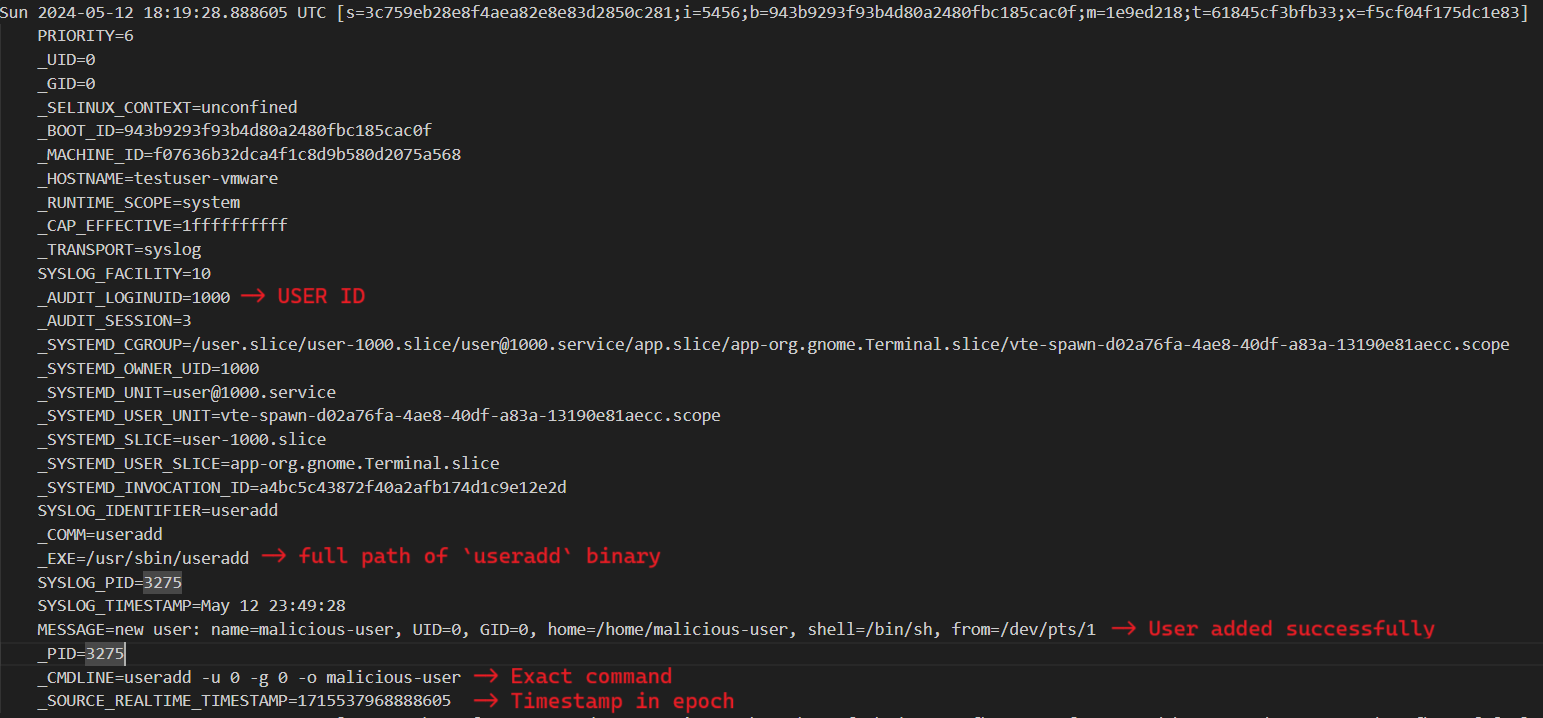 Sun 2024-05-12 18:19:28.888605 UTC [s=3c759eb28e8f4aea82e8e83d2850c281;i=5456;b=943b9293f93b4d80a2480fbc185cac0f;m=1e9ed218;t=61845cf3bfb33;x=f5cf04f175dc1e83]
PRIORITY=6
_UID=0
_GID=0
_SELINUX_CONTEXT=unconfined
_BOOT_ID=943b9293f93b4d80a2480fbc185cac0f
_MACHINE_ID=f07636b32dca4f1c8d9b580d2075a568
_HOSTNAME=testuser-vmware
_RUNTIME_SCOPE=system
_CAP_EFFECTIVE=1ffffffffff
_TRANSPORT=syslog
SYSLOG_FACILITY=10
_AUDIT_LOGINUID=1000 → USER ID
_AUDIT_SESSION=3
_SYSTEMD_CGROUP=/user.slice/user-1000.slice/user@1000.service/app.slice/app-org.gnome.Terminal.slice/vte-spawn-d02a76fa-4ae8-40df-a83a-13190e81aecc.scope
_SYSTEMD_OWNER_UID=1000
_SYSTEMD_UNIT=user@1000.service
_SYSTEMD_USER_UNIT=vte-spawn-d02a76fa-4ae8-40df-a83a-13190e81aecc.scope
_SYSTEMD_SLICE=user-1000.slice
_SYSTEMD_USER_SLICE=app-org.gnome.Terminal.slice
_SYSTEMD_INVOCATION_ID=a4bc5c43872f40a2afb174d1c9e12e2d
SYSLOG_IDENTIFIER=useradd
_COMM=useradd
_EXE=/usr/sbin/useradd → full path of `useradd` binary
SYSLOG_PID=3275
SYSLOG_TIMESTAMP=May 12 23:49:28
MESSAGE=new user: name=malicious-user, UID=0, GID=0, home=/home/malicious-user, shell=/bin/sh, from=/dev/pts/1 → User added successfully
_PID=3275
_CMDLINE=useradd -u 0 -g 0 -o malicious-user → Exact command
_SOURCE_REALTIME_TIMESTAMP=1715537968888605 → Timestamp in epoch